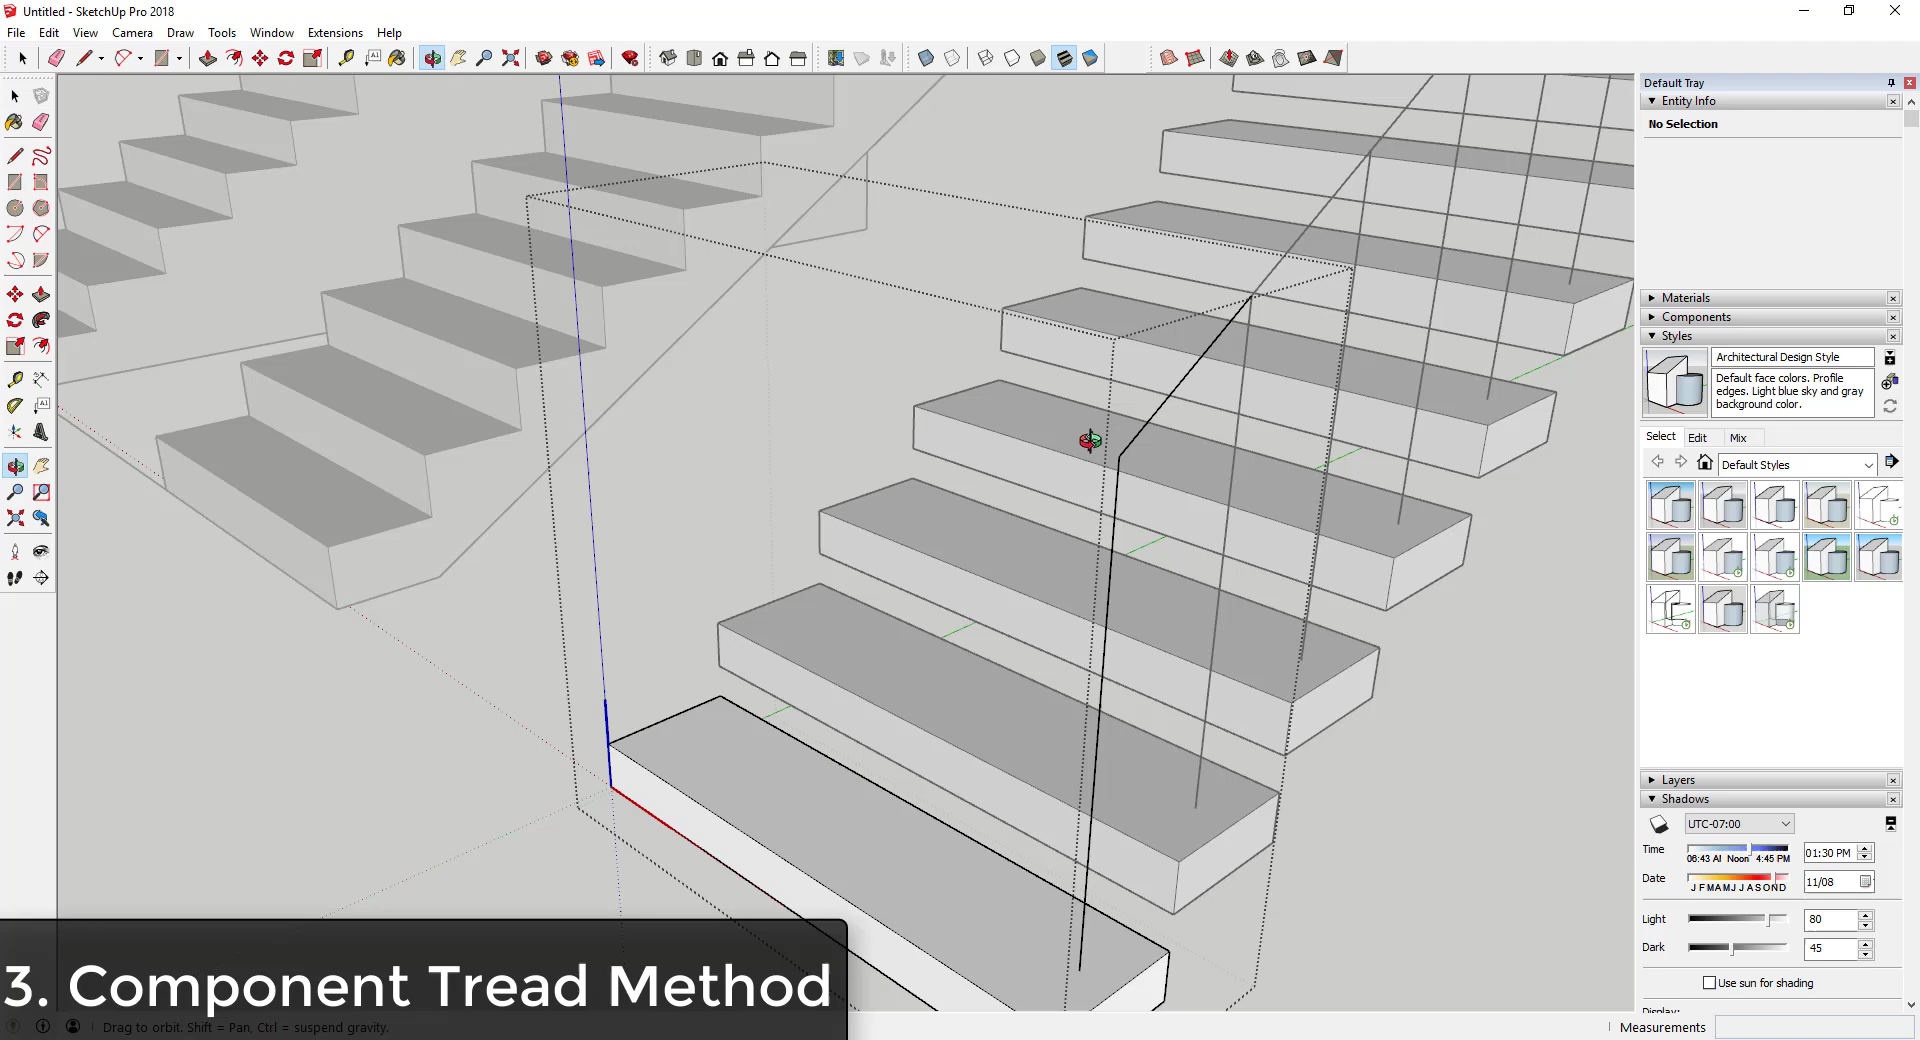 Untitled - SketchUp Pro 2018
File Edit View Camera Draw Tools Window Extensions Help
Default Tray
Entity Info
No Selection
Materials
Components
Styles
Architectural Design Style
Default face colors. Profile
edges. Light blue sky and gray
background color.
Select Edit Mix
Default Styles
Layers
Shadows
UTC-07:00
Time 06:43 AI Noon 4:45 PM 01:30 PM
Date J F M A M J J A S O N D 11/08
Light 80
Dark 45
Use sun for shading
Display:
3. Component Tread Method
Drag to orbit. Shift = Pan, Ctrl = suspend gravity.
Measurements